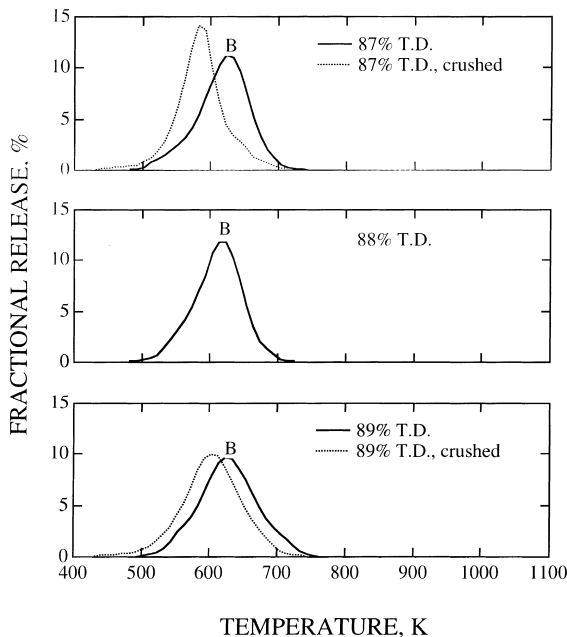 15
10
5
0
B
87% T.D.
87% T.D., crushed
15
10
5
0
B
88% T.D.
15
10
5
0
B
89% T.D.
89% T.D., crushed
400 500 600 700 800 900 1000 1100
FRACTIONAL RELEASE, %
TEMPERATURE, K